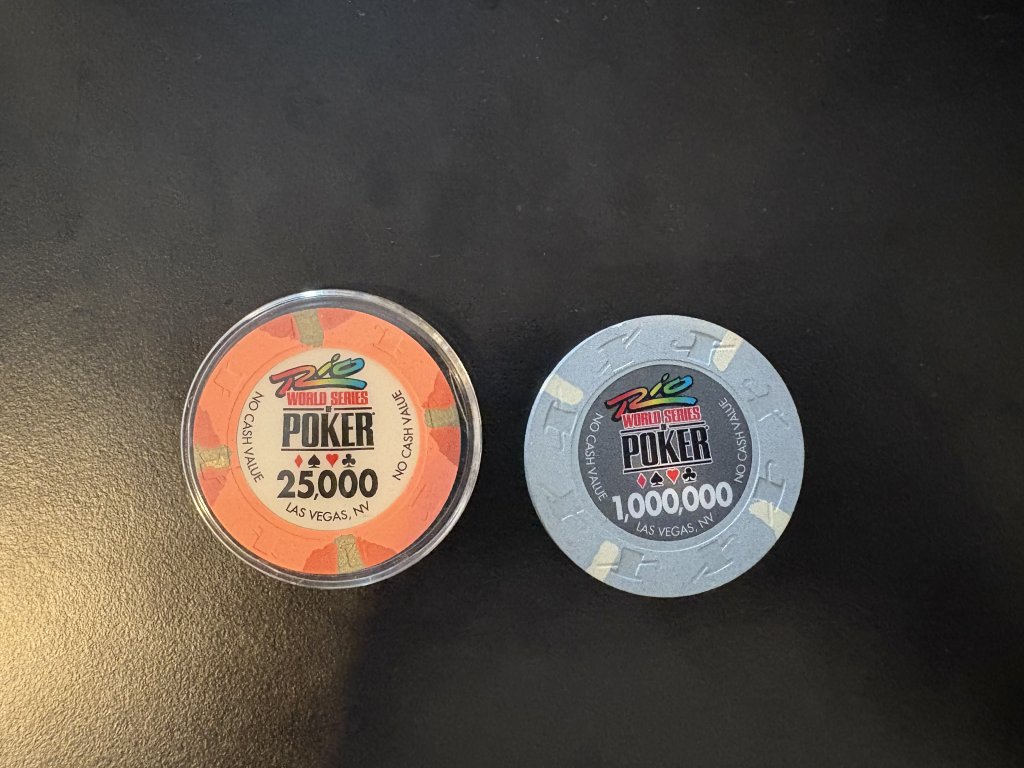 Rio
WORLD SERIES
OF
POKER
25,000
LAS VEGAS, NV
NO CASH VALUE
NO CASH VALUE
Rio
WORLD SERIES
OF
POKER
1,000,000
LAS VEGAS, NV
NO CASH VALUE
NO CASH VALUE